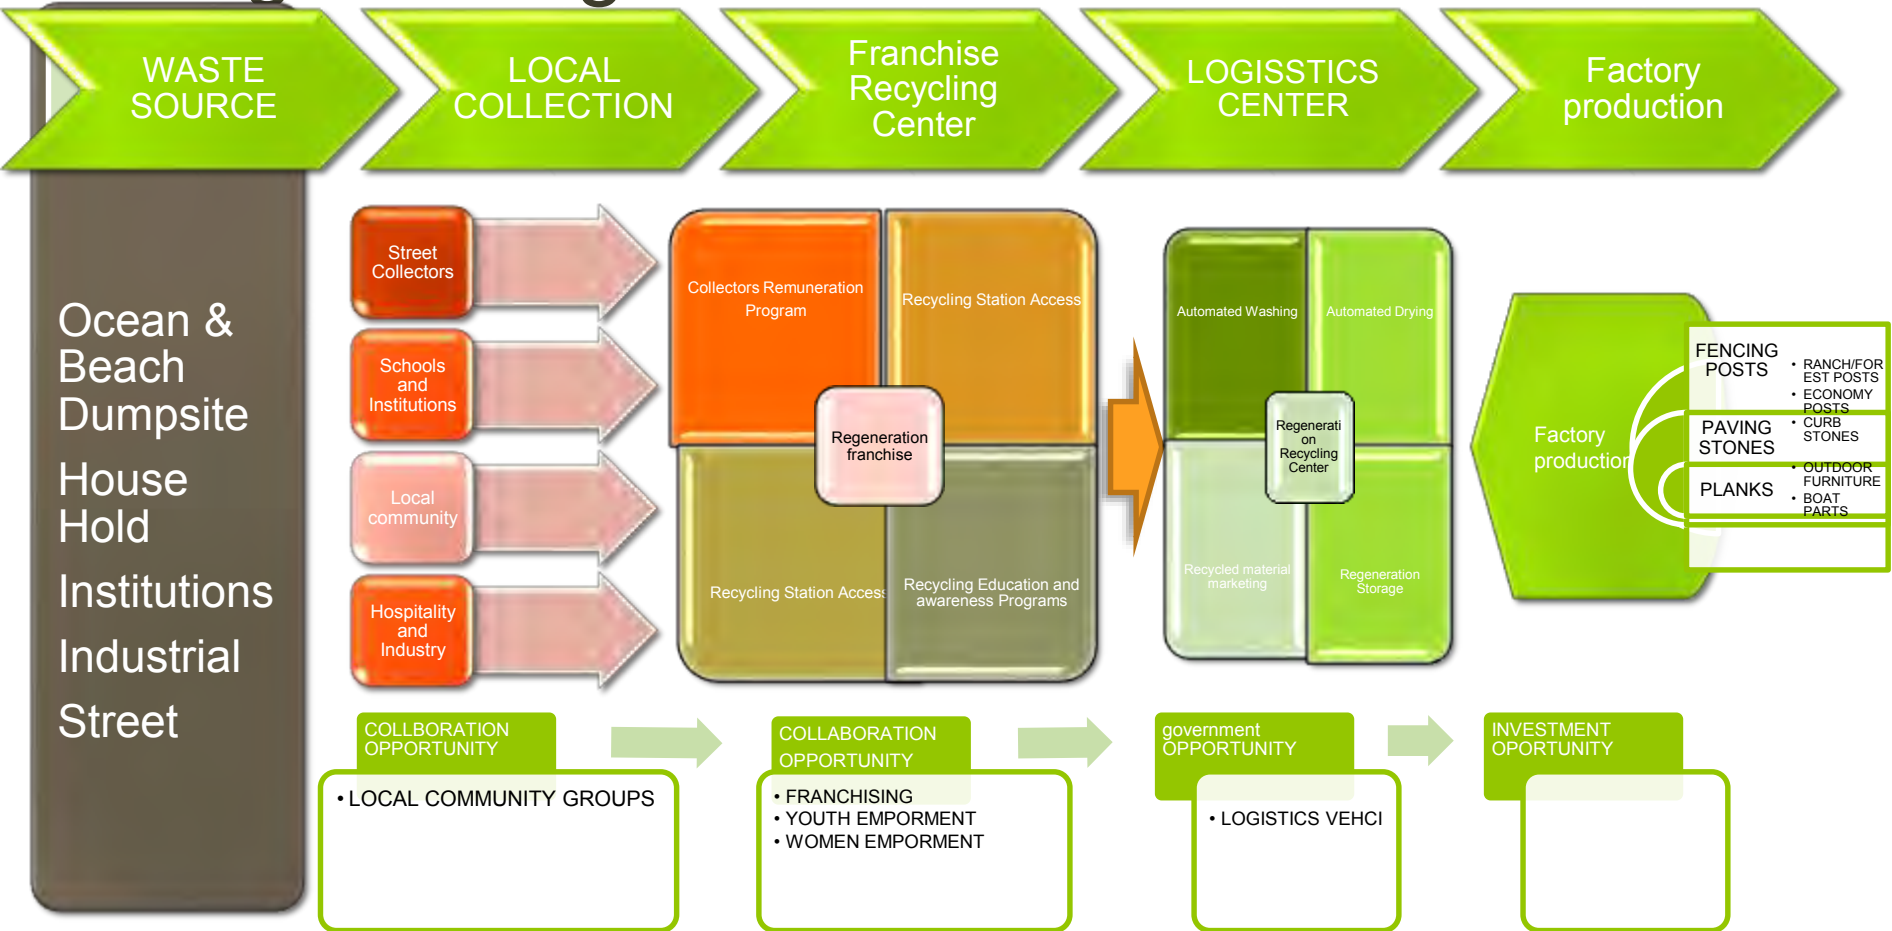 WASTE
SOURCE
LOCAL
COLLECTION
Franchise
Recycling
Center
LOGISSTICS
CENTER
Factory
production
Ocean &
Beach
Dumpsite
House
Hold
Institutions
Industrial
Street
Street
Collectors
Schools
and
Institutions
Local
community
Hospitality
and
Industry
Collectors Remuneration
Program
Recycling Station Access
Regeneration
franchise
Recycling Station Access
Recycling Education and
awareness Programs
Automated Washing
Automated Drying
Regenerati
on
Recycling
Center
Recycled material
marketing
Regeneration
Storage
Factory
production
FENCING
POSTS
• RANCH/FOR
EST POSTS
• ECONOMY
POSTS
PAVING
STONES
• CURB
STONES
PLANKS
• OUTDOOR
FURNITURE
• BOAT
PARTS
COLLBORATION
OPPORTUNITY
• LOCAL COMMUNITY GROUPS
COLLABORATION
OPPORTUNITY
• FRANCHISING
• YOUTH EMPORMENT
• WOMEN EMPORMENT
government
OPPORTUNITY
• LOGISTICS VEHCI
INVESTMENT
OPORTUNITY